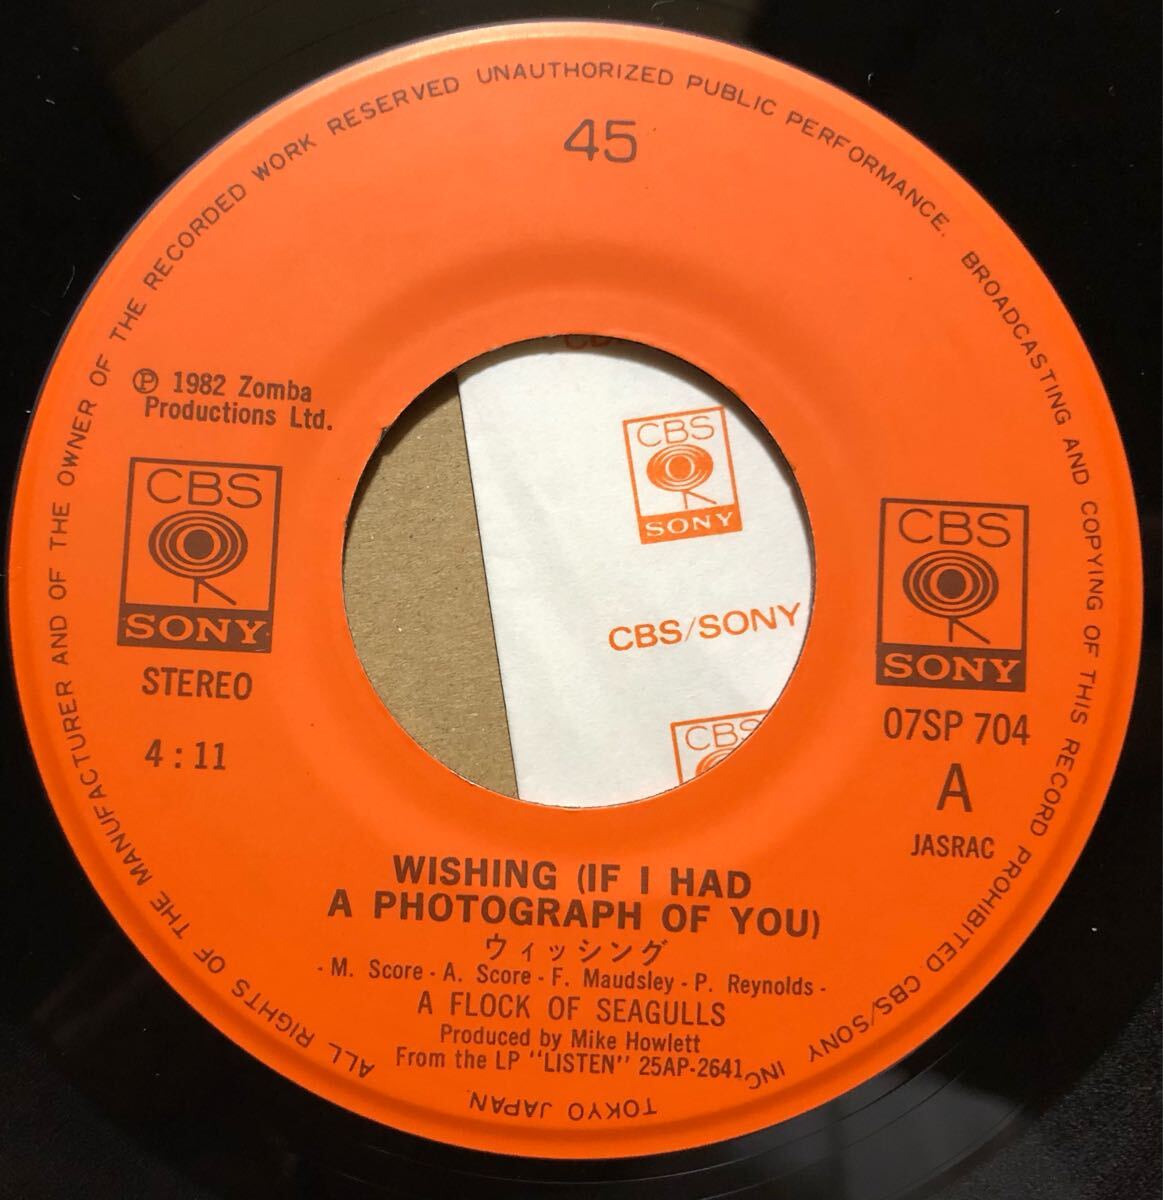 ALL RIGHTS OF THE MANUFACTURER AND OF THE OWNER OF THE RECORDED WORK RESERVED UNAUTHORIZED PUBLIC PERFORMANCE. BROADCASTING AND COPYING OF THIS RECORD PROHIBITED CBS/SONY INC
TOKYO JAPAN
45
℗ 1982 Zomba
Productions Ltd.
CBS
SONY
STEREO
4:11
CBS
SONY
CBS/SONY
CBS
CBS
SONY
07SP 704
A
JASRAC
WISHING (IF I HAD
A PHOTOGRAPH OF YOU)
ウィッシング
- M. Score - A. Score - F. Maudsley - P. Reynolds -
A FLOCK OF SEAGULLS
Produced by Mike Howlett
From the LP "LISTEN" 25AP-2641